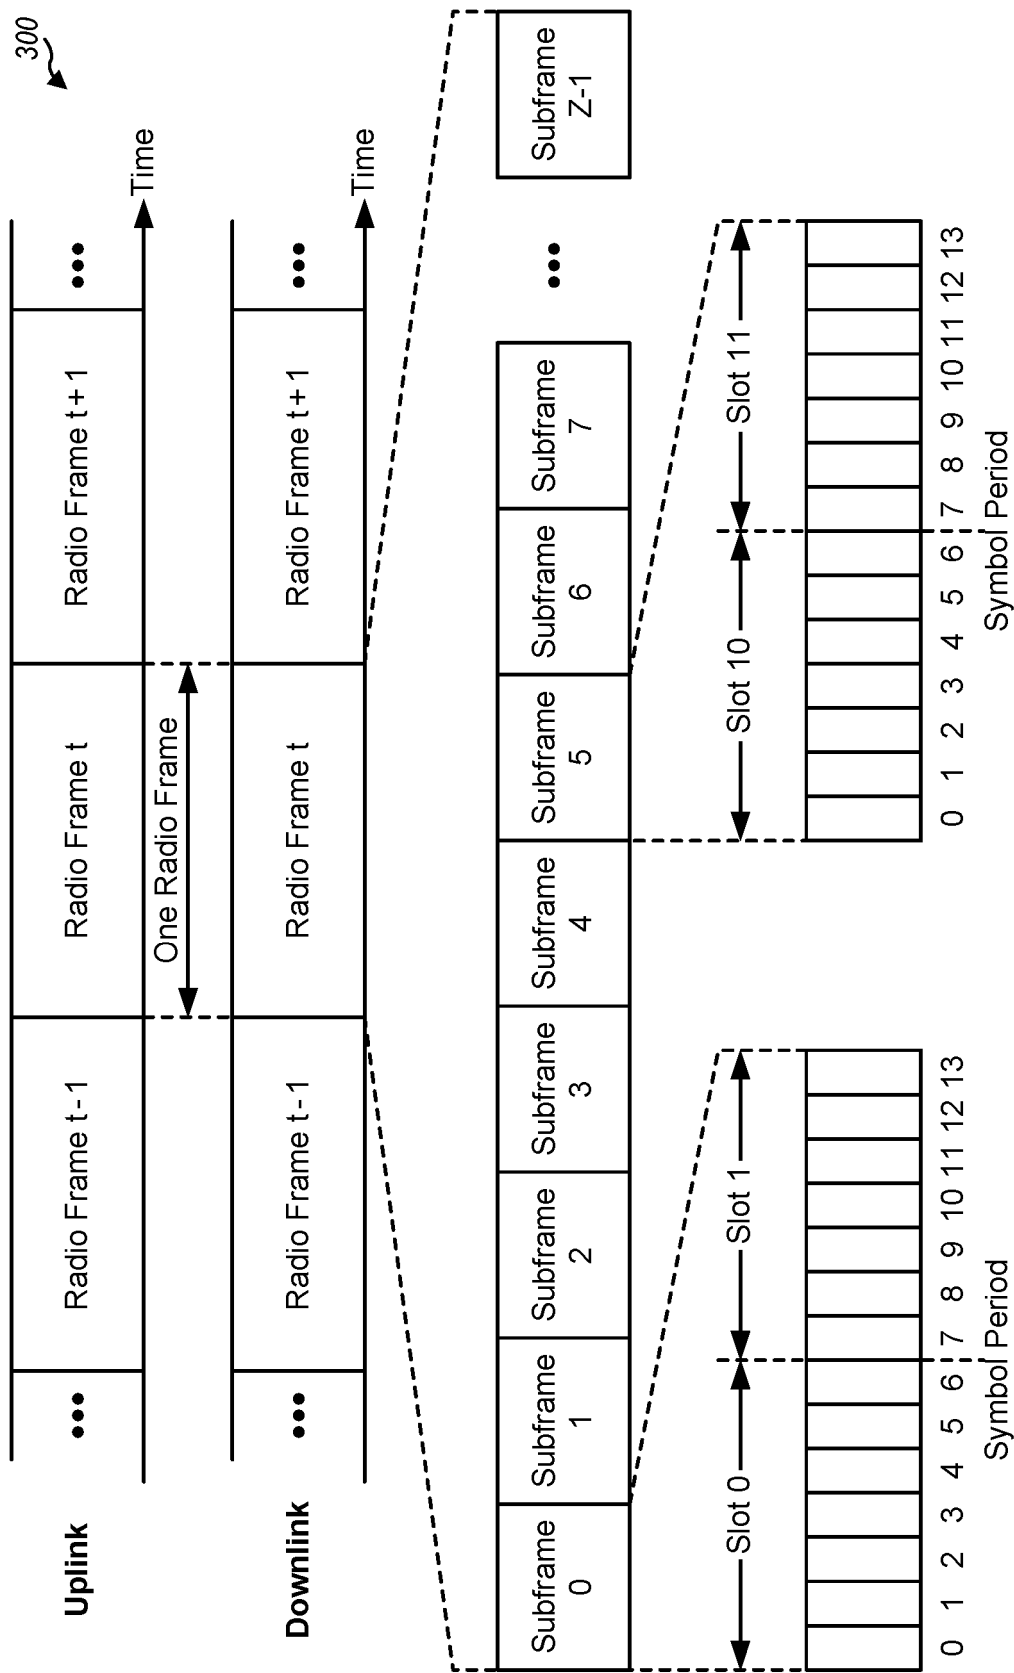 300
Uplink
Radio Frame t - 1
Radio Frame t
Radio Frame t + 1
Time
One Radio Frame
Downlink
Radio Frame t - 1
Radio Frame t
Radio Frame t + 1
Time
Subframe 0
Subframe 1
Subframe 2
Subframe 3
Subframe 4
Subframe 5
Subframe 6
Subframe 7
Subframe Z-1
Slot 0
Slot 1
Slot 10
Slot 11
0 1 2 3 4 5 6 7 8 9 10 11 12 13
Symbol Period
0 1 2 3 4 5 6 7 8 9 10 11 12 13
Symbol Period